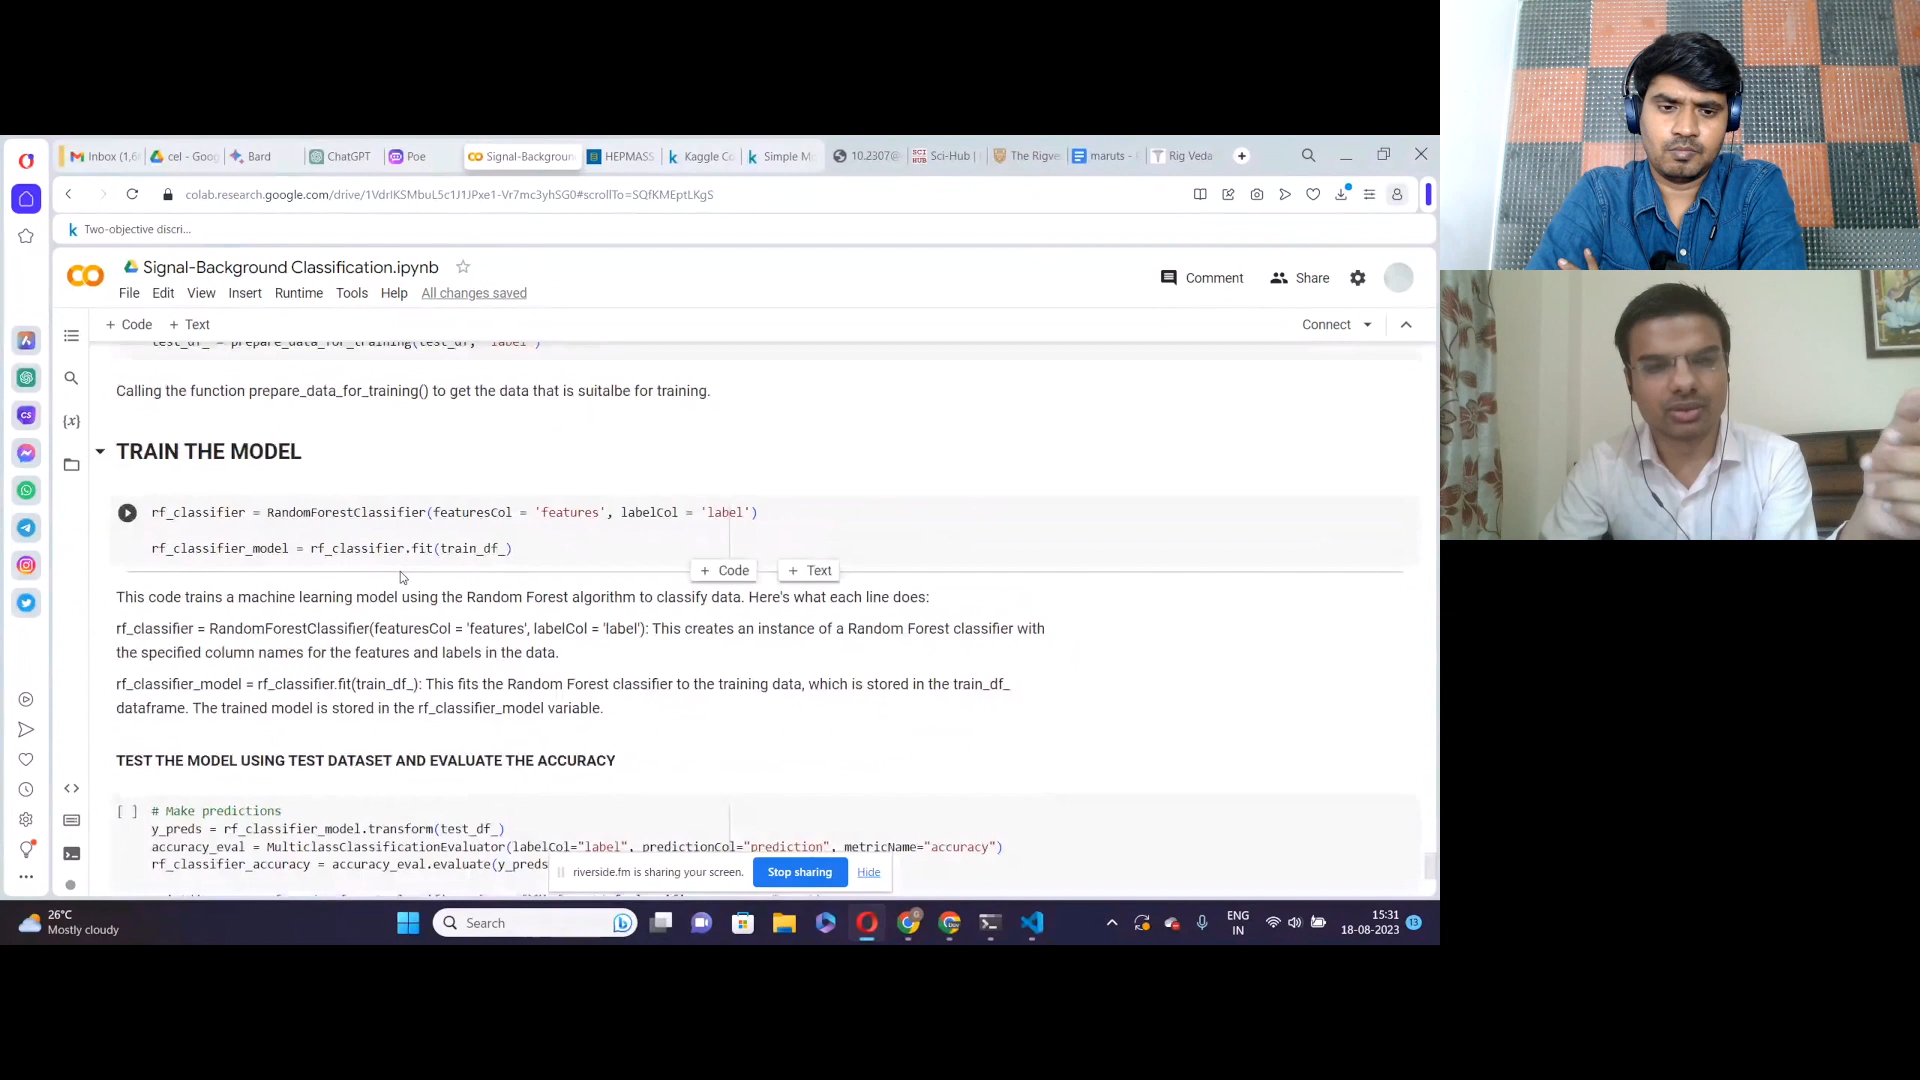 Inbox (1,6
cel - Goog
Bard
ChatGPT
Poe
Signal-Backgroun
HEPMASS
Kaggle Co
Simple M
10.2307@
SCI HUB
Sci-Hub |
The Rigve
maruts -
Rig Veda
colab.research.google.com/drive/1VdrIKSMbuL5c1J1JPxe1-Vr7mc3yhSG0#scrollTo=SQfKMEptLKgS
Two-objective discri...
Signal-Background Classification.ipynb
Comment
Share
File Edit View Insert Runtime Tools Help All changes saved
+ Code + Text
Connect
test_df_ = prepare_data_for_training(test_df, 'label')
Calling the function prepare_data_for_training() to get the data that is suitalbe for training.
TRAIN THE MODEL
rf_classifier = RandomForestClassifier(featuresCol = 'features', labelCol = 'label')
rf_classifier_model = rf_classifier.fit(train_df_)
+ Code + Text
This code trains a machine learning model using the Random Forest algorithm to classify data. Here's what each line does:
rf_classifier = RandomForestClassifier(featuresCol = 'features', labelCol = 'label'): This creates an instance of a Random Forest classifier with
the specified column names for the features and labels in the data.
rf_classifier_model = rf_classifier.fit(train_df_): This fits the Random Forest classifier to the training data, which is stored in the train_df_
dataframe. The trained model is stored in the rf_classifier_model variable.
TEST THE MODEL USING TEST DATASET AND EVALUATE THE ACCURACY
[ ] # Make predictions
y_preds = rf_classifier_model.transform(test_df_)
accuracy_eval = MulticlassClassificationEvaluator(labelCol="label", predictionCol="prediction", metricName="accuracy")
rf_classifier_accuracy = accuracy_eval.evaluate(y_preds
riverside.fm is sharing your screen.
Stop sharing
Hide
26°C
Mostly cloudy
Search
ENG
IN
15:31
18-08-2023
13